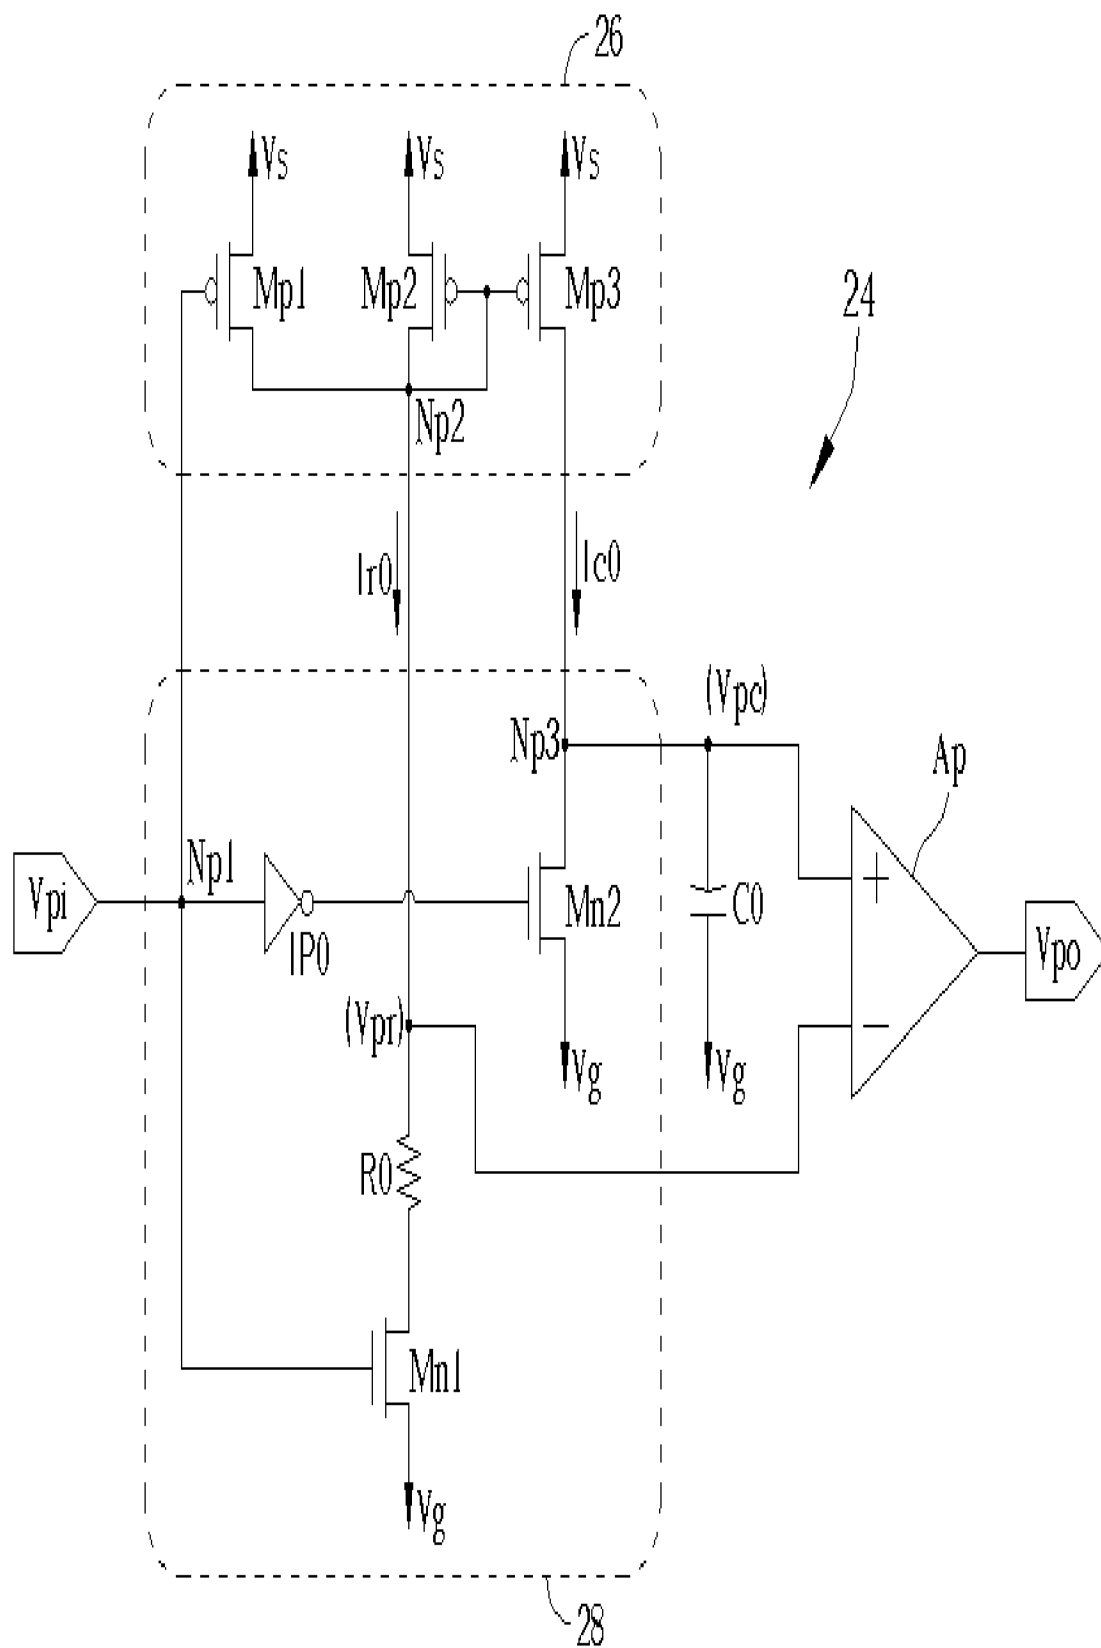 26
Vs Vs Vs
Mp1 Mp2 Mp3
24
Np2
Ir0 Ic0
(Vpc)
Np3
Ap
Np1
Vpi
IP0
Mn2
C0
+
Vpo
(Vpr)
−
Vg Vg
R0
Mn1
Vg
28